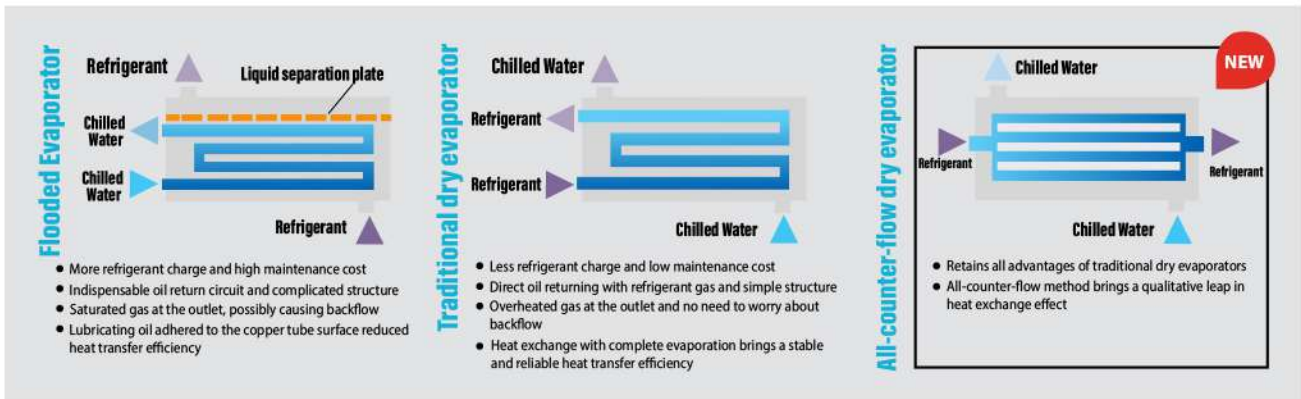 Flooded Evaporator
Refrigerant
Liquid separation plate
Chilled
Water
Chilled
Water
Refrigerant
● More refrigerant charge and high maintenance cost
● Indispensable oil return circuit and complicated structure
● Saturated gas at the outlet, possibly causing backflow
● Lubricating oil adhered to the copper tube surface reduced
heat transfer efficiency
Traditional dry evaporator
Chilled Water
Refrigerant
Refrigerant
Chilled Water
● Less refrigerant charge and low maintenance cost
● Direct oil returning with refrigerant gas and simple structure
● Overheated gas at the outlet and no need to worry about
backflow
● Heat exchange with complete evaporation brings a stable
and reliable heat transfer efficiency
All-counter-flow dry evaporator
NEW
Chilled Water
Refrigerant
Refrigerant
Chilled Water
● Retains all advantages of traditional dry evaporators
● All-counter-flow method brings a qualitative leap in
heat exchange effect